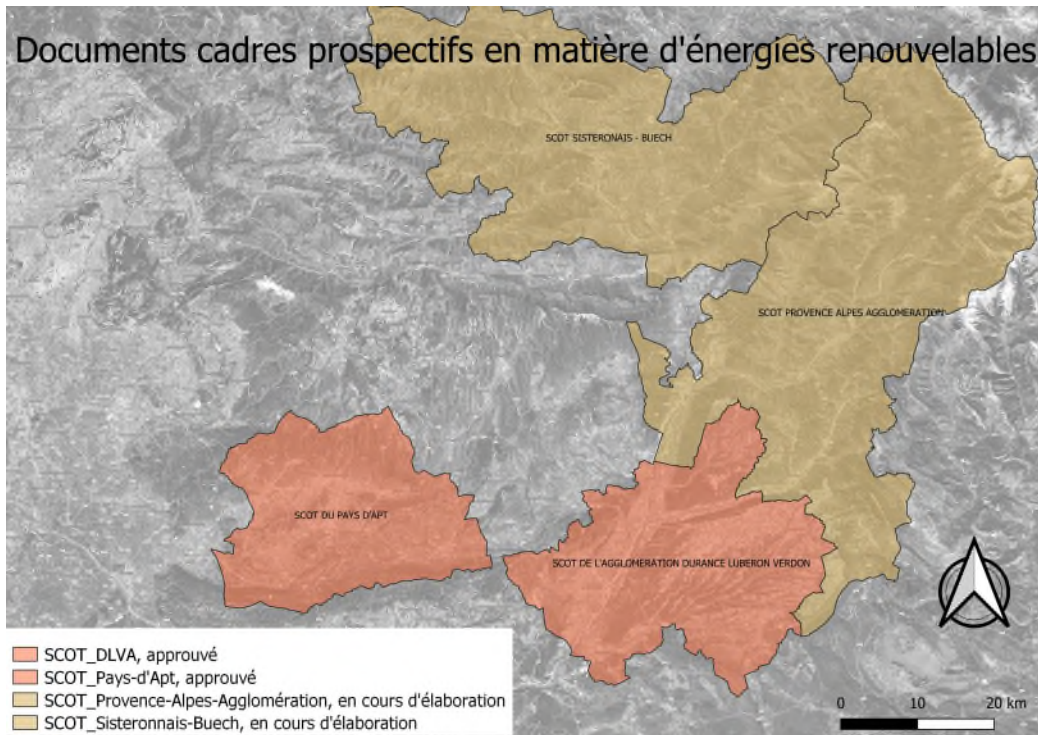 Documents cadres prospectifs en matière d'énergies renouvelables
SCOT SISTERONAIS - BUECH
SCOT PROVENCE ALPES AGGLOMERATION
SCOT DU PAYS D'APT
SCOT DE L'AGGLOMERATION DURANCE LUBERON VERDON
SCOT_DLVA, approuvé
SCOT_Pays-d'Apt, approuvé
SCOT_Provence-Alpes-Agglomération, en cours d'élaboration
SCOT_Sisteronnais-Buech, en cours d'élaboration
0 10 20 km